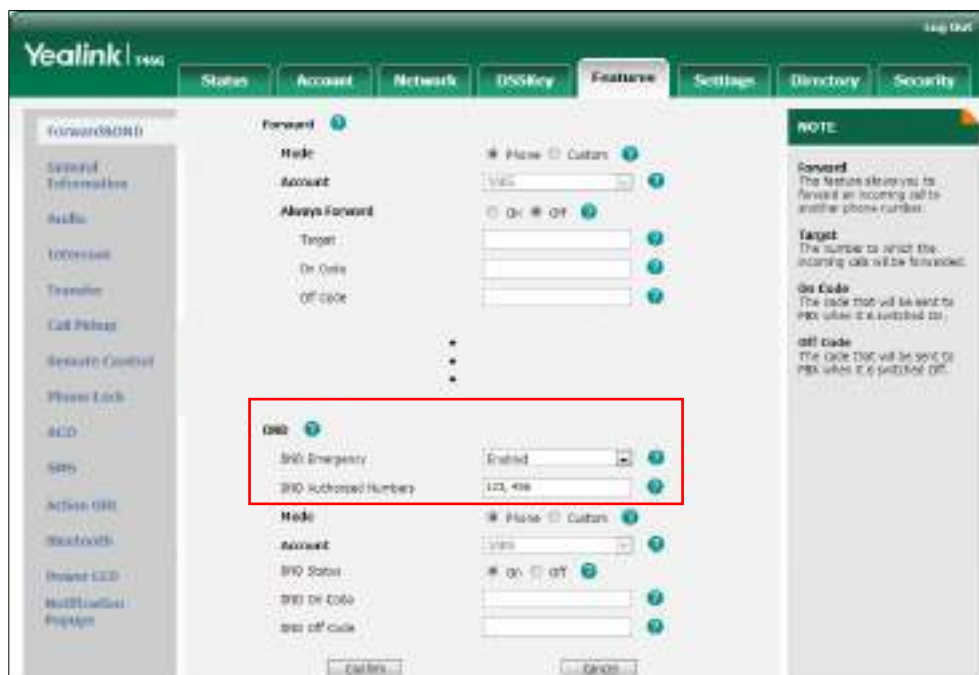 Log Out
Yealink T46G
Status Account Network DSSKey Features Settings Directory Security
Forward&DND
General Information
Audio
Intercom
Transfer
Call Pickup
Remote Control
Phone Lock
ACD
SMS
Action URL
Bluetooth
Power LED
Notification Popups
Forward
Mode Phone Custom
Account
Always Forward On Off
Target
On Code
Off Code
DND
DND Emergency Enabled
DND Authorized Numbers 123, 456
Mode Phone Custom
Account
DND Status On Off
DND On Code
DND Off Code
Confirm Cancel
NOTE
Forward
The feature allows you to
forward an incoming call to
another phone number.
Target
The number to which the
incoming calls will be forwarded.
On Code
The code that will be sent to
PBX when it is switched On.
Off Code
The code that will be sent to
PBX when it is switched Off.